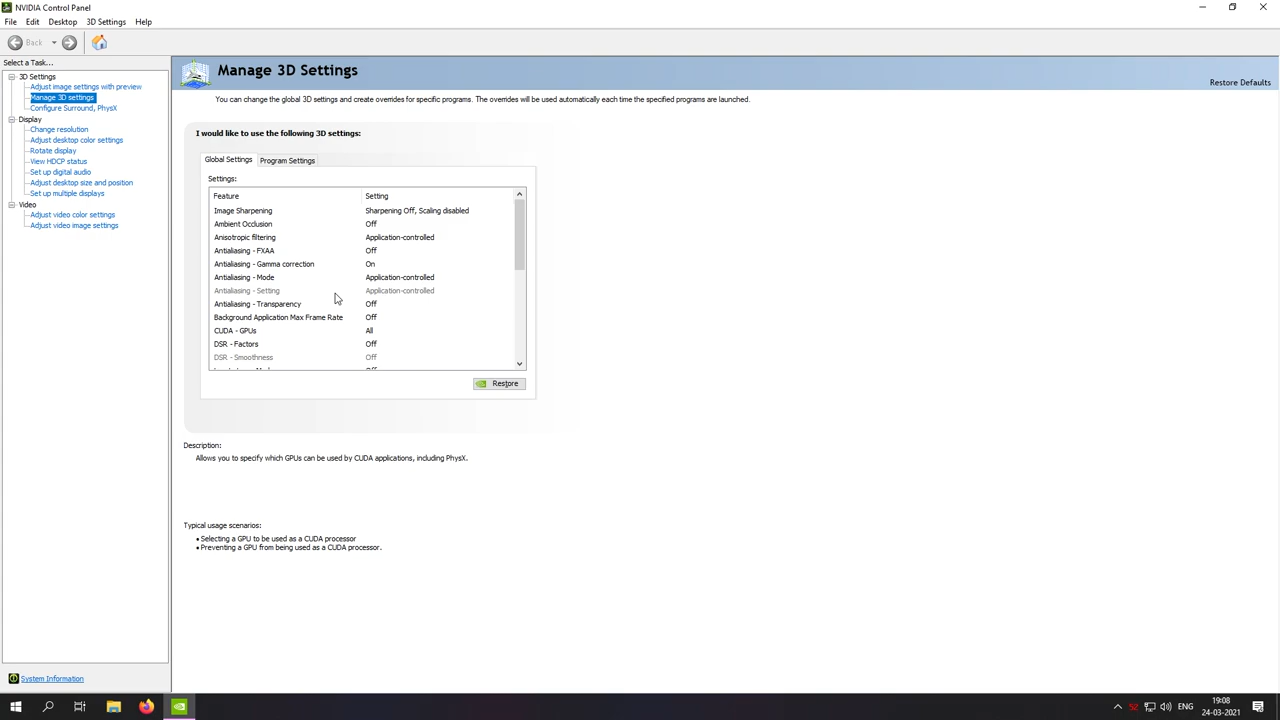 NVIDIA Control Panel
File Edit Desktop 3D Settings Help
Back
Select a Task...
3D Settings
Adjust image settings with preview
Manage 3D settings
Configure Surround, PhysX
Display
Change resolution
Adjust desktop color settings
Rotate display
View HDCP status
Set up digital audio
Adjust desktop size and position
Set up multiple displays
Video
Adjust video color settings
Adjust video image settings
System Information
Manage 3D Settings
Restore Defaults
You can change the global 3D settings and create overrides for specific programs. The overrides will be used automatically each time the specified programs are launched.
I would like to use the following 3D settings:
Global Settings Program Settings
Settings:
Feature Setting
Image Sharpening Sharpening Off, Scaling disabled
Ambient Occlusion Off
Anisotropic filtering Application-controlled
Antialiasing - FXAA Off
Antialiasing - Gamma correction On
Antialiasing - Mode Application-controlled
Antialiasing - Setting Application-controlled
Antialiasing - Transparency Off
Background Application Max Frame Rate Off
CUDA - GPUs All
DSR - Factors Off
DSR - Smoothness Off
Restore
Description:
Allows you to specify which GPUs can be used by CUDA applications, including PhysX.
Typical usage scenarios:
• Selecting a GPU to be used as a CUDA processor
• Preventing a GPU from being used as a CUDA processor.
ENG
19:08
24-03-2021